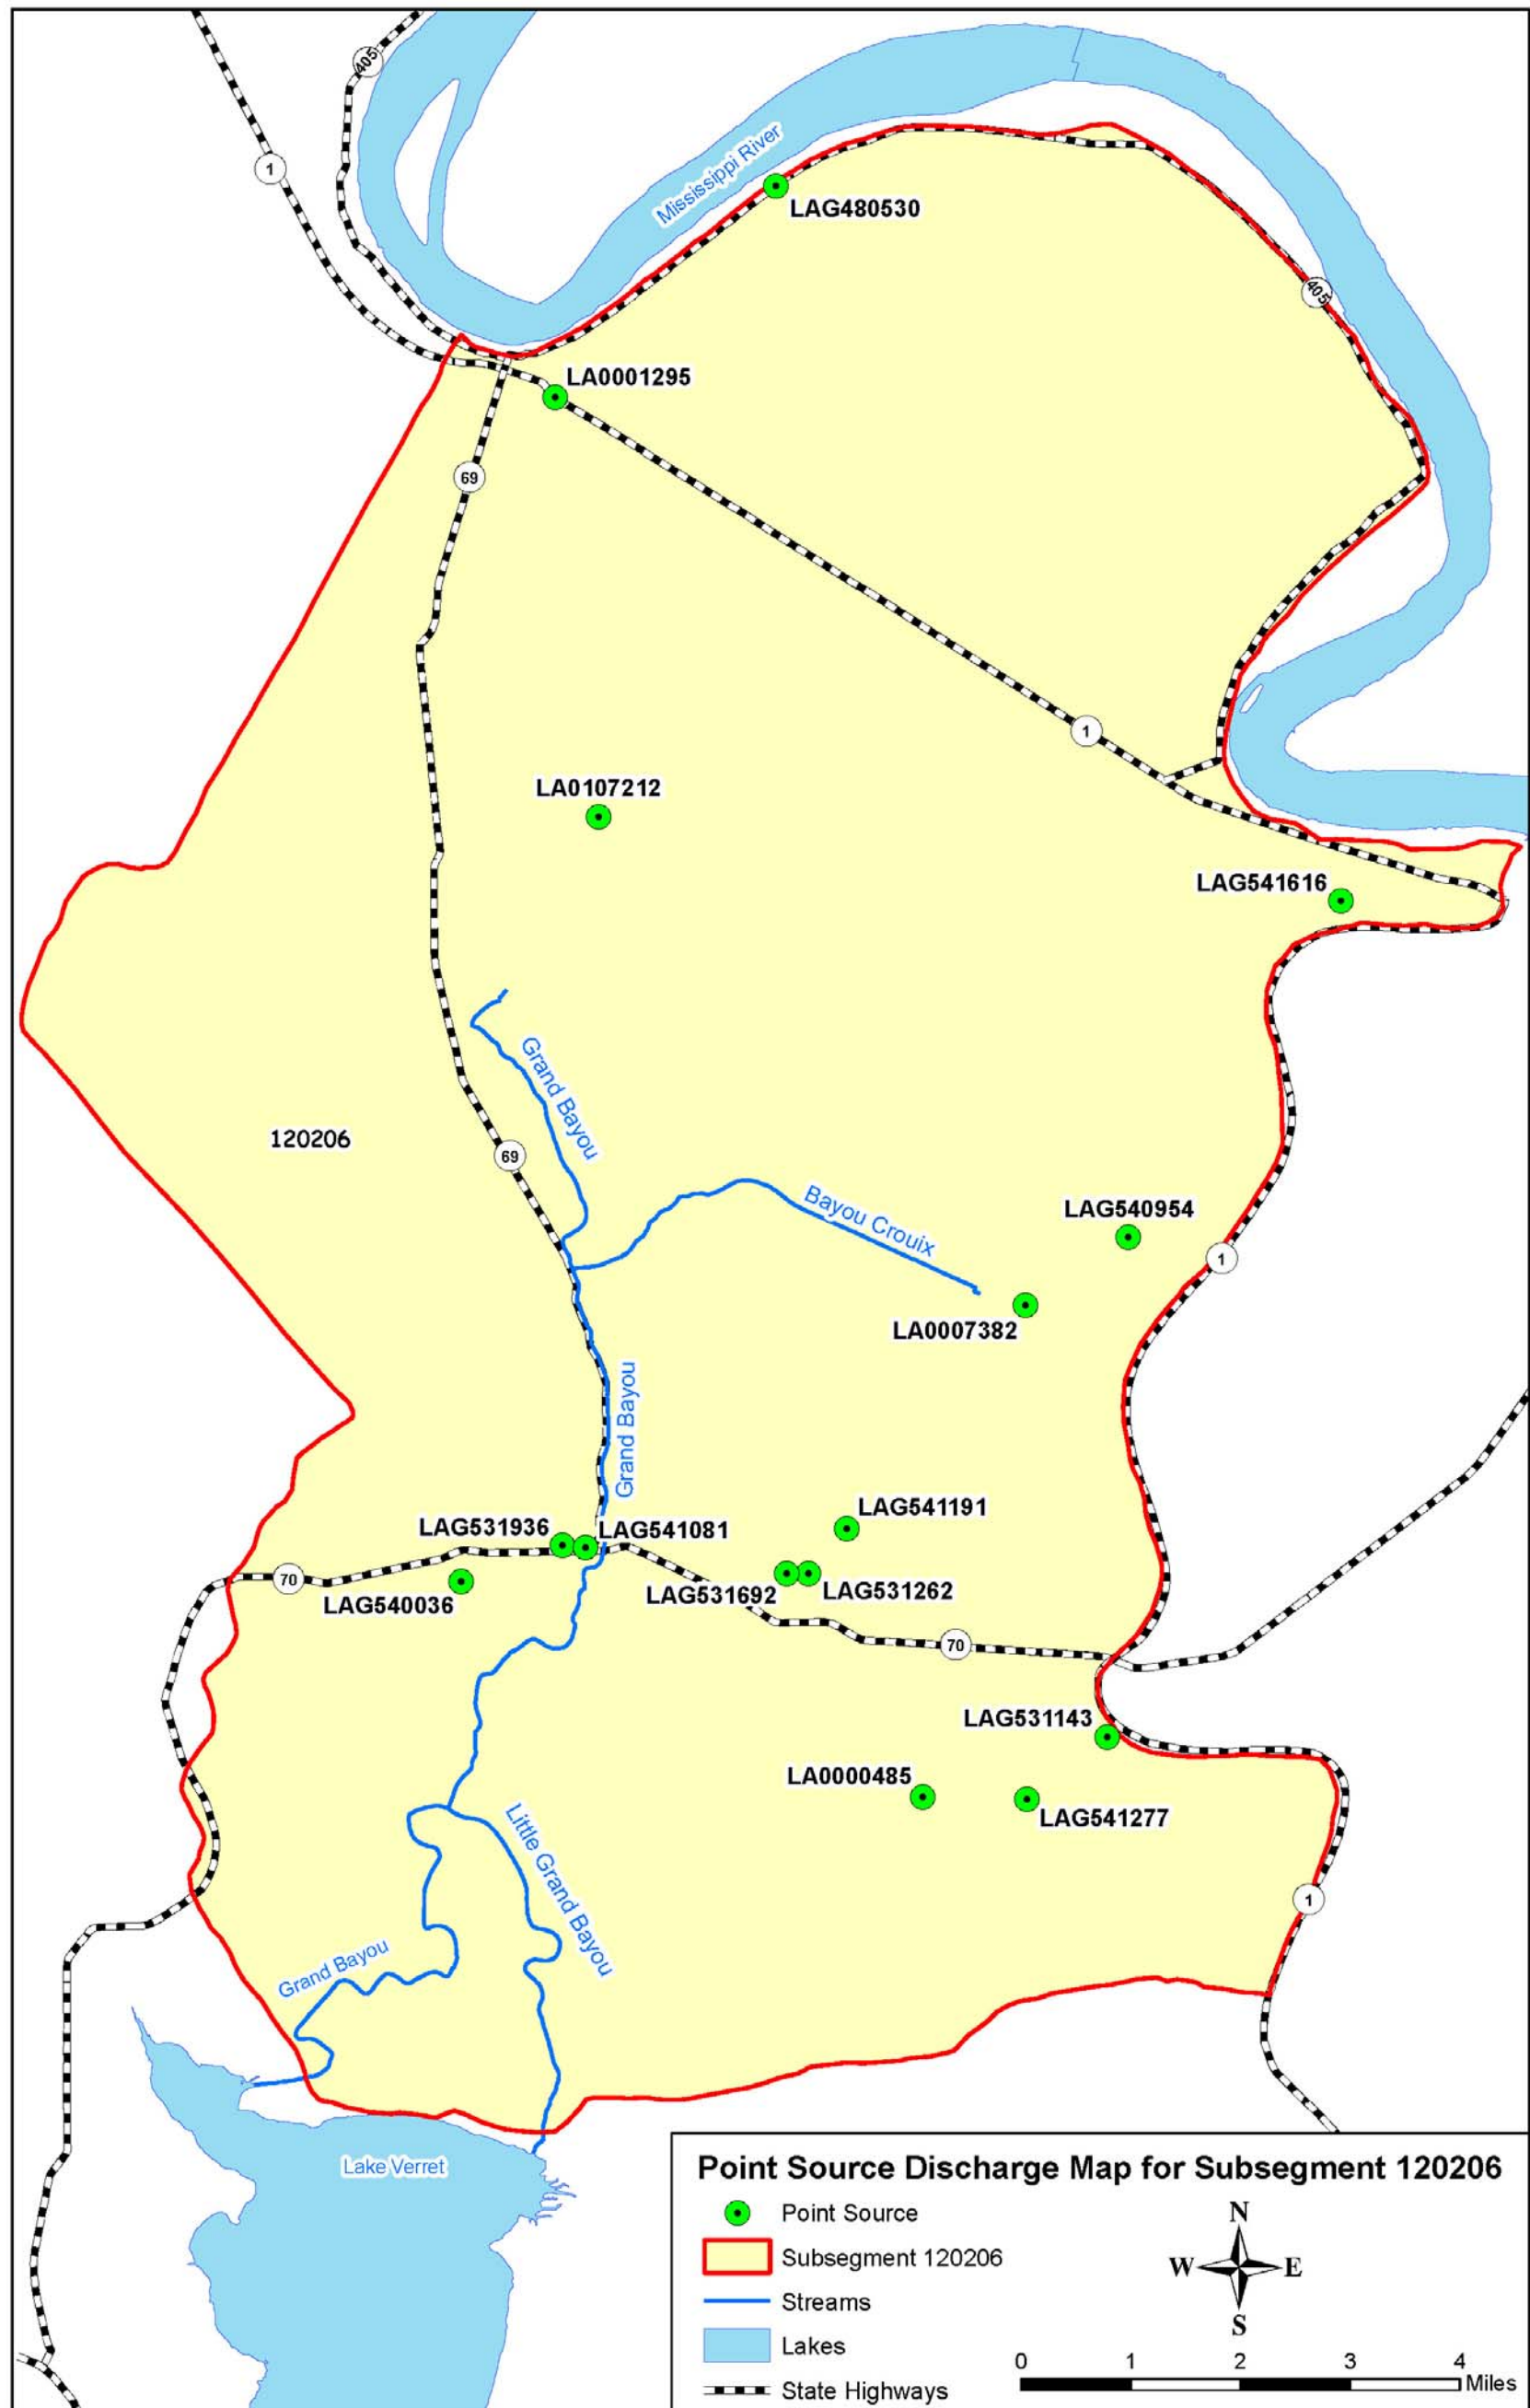 405
1
Mississippi River
LAG480530
405
LA0001295
69
1
LA0107212
LAG541616
Grand Bayou
120206
69
Bayou Crouix
LAG540954
1
LA0007382
Grand Bayou
LAG541191
LAG531936
LAG541081
70
LAG540036
LAG531692
LAG531262
70
LAG531143
LA0000485
LAG541277
Little Grand Bayou
1
Grand Bayou
Lake Verret
Point Source Discharge Map for Subsegment 120206
Point Source
Subsegment 120206
Streams
Lakes
State Highways
N
W E
S
0 1 2 3 4
Miles